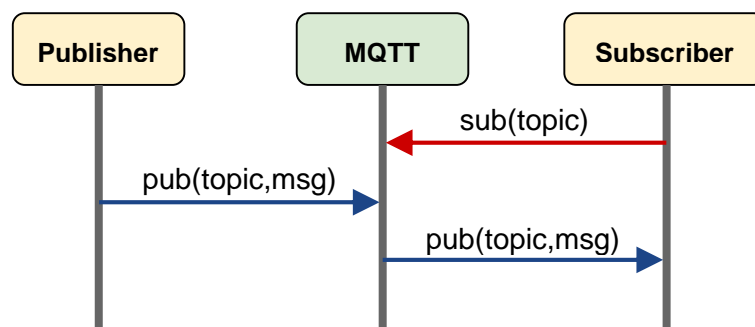 Publisher
MQTT
Subscriber
sub(topic)
pub(topic,msg)
pub(topic,msg)